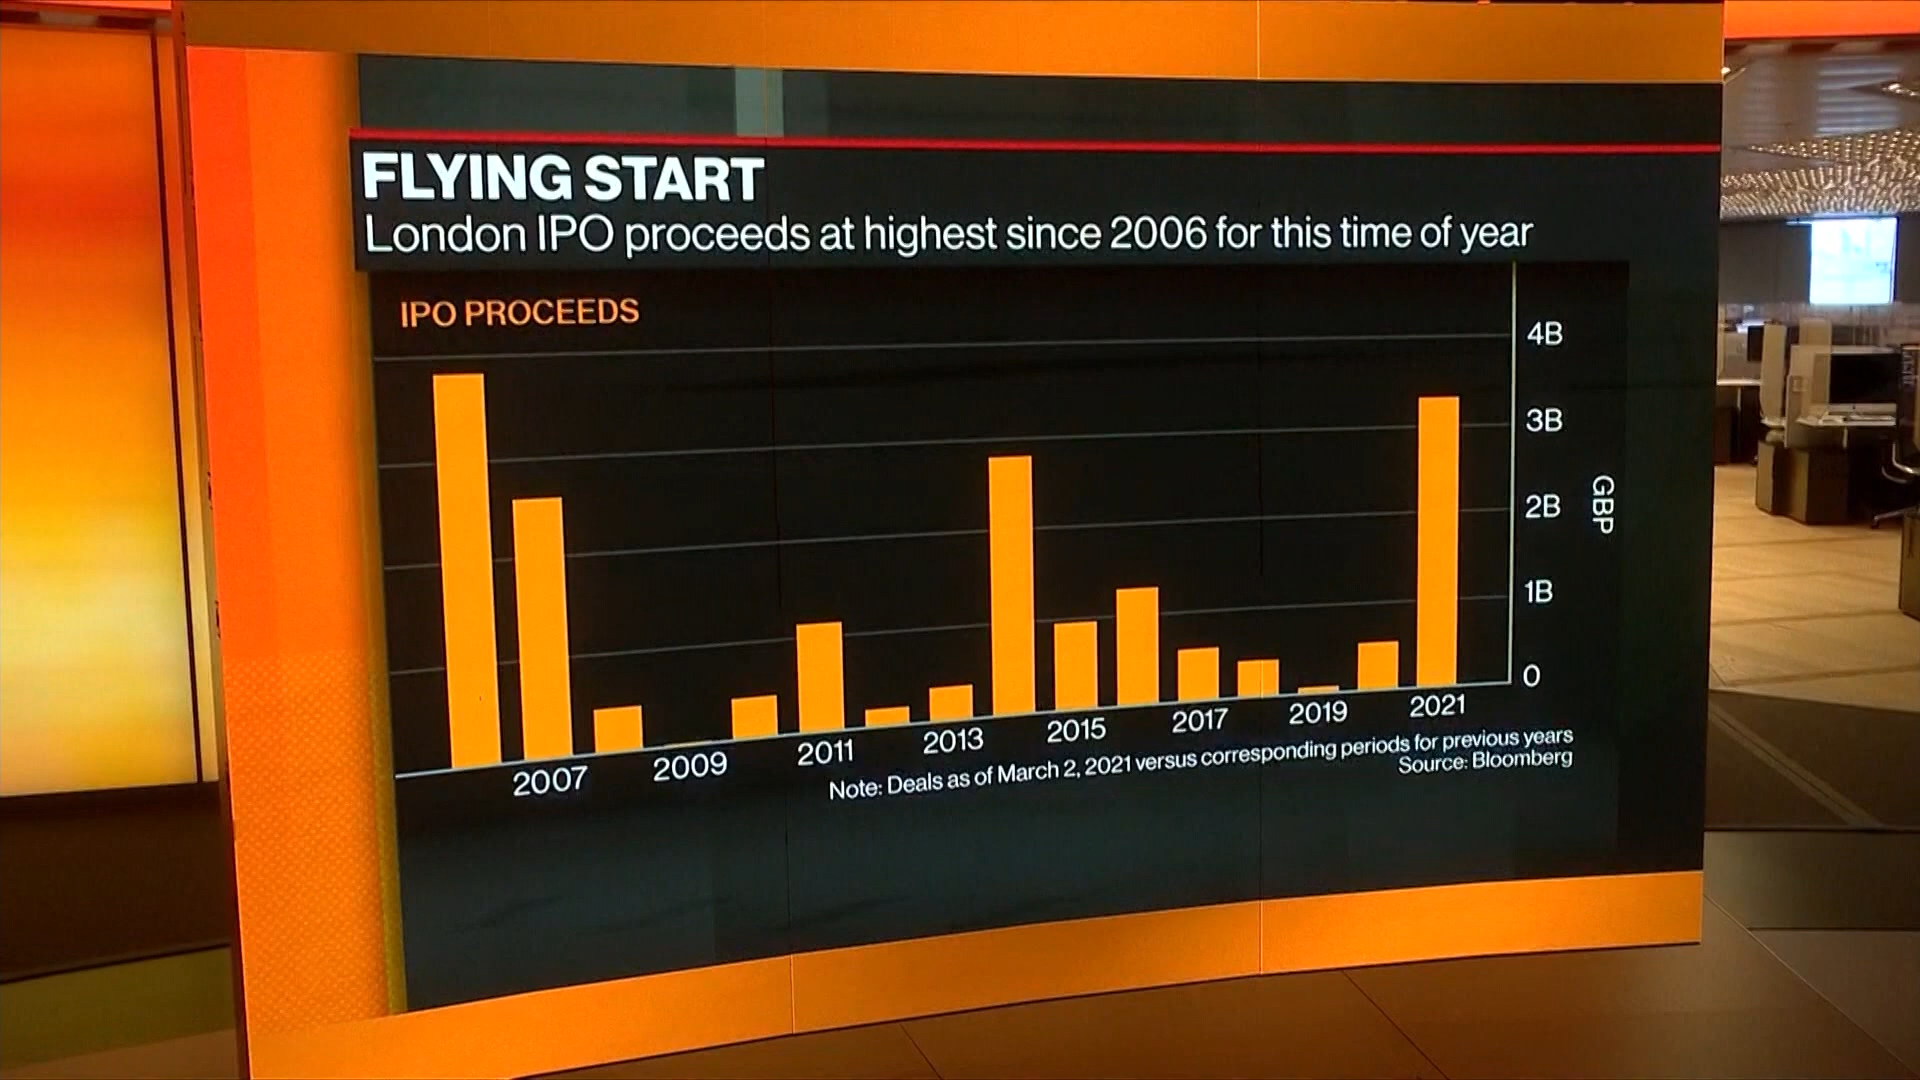 FLYING START
London IPO proceeds at highest since 2006 for this time of year
IPO PROCEEDS
4B
3B
2B
1B
0
GBP
2007
2009
2011
2013
2015
2017
2019
2021
Note: Deals as of March 2, 2021 versus corresponding periods for previous years
Source: Bloomberg